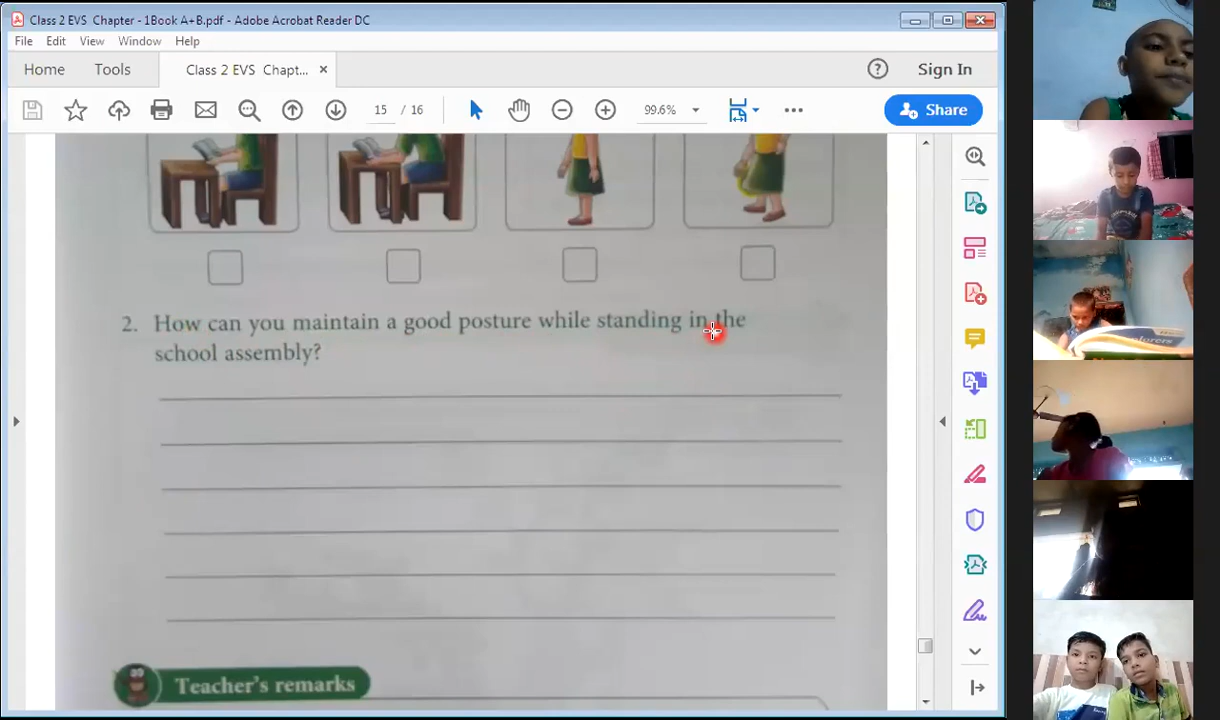 Class 2 EVS Chapter - 1Book A+B.pdf - Adobe Acrobat Reader DC
File Edit View Window Help
Home Tools Class 2 EVS Chapt... Sign In
15 / 16 99.6% Share
2. How can you maintain a good posture while standing in the
school assembly?
Teacher's remarks